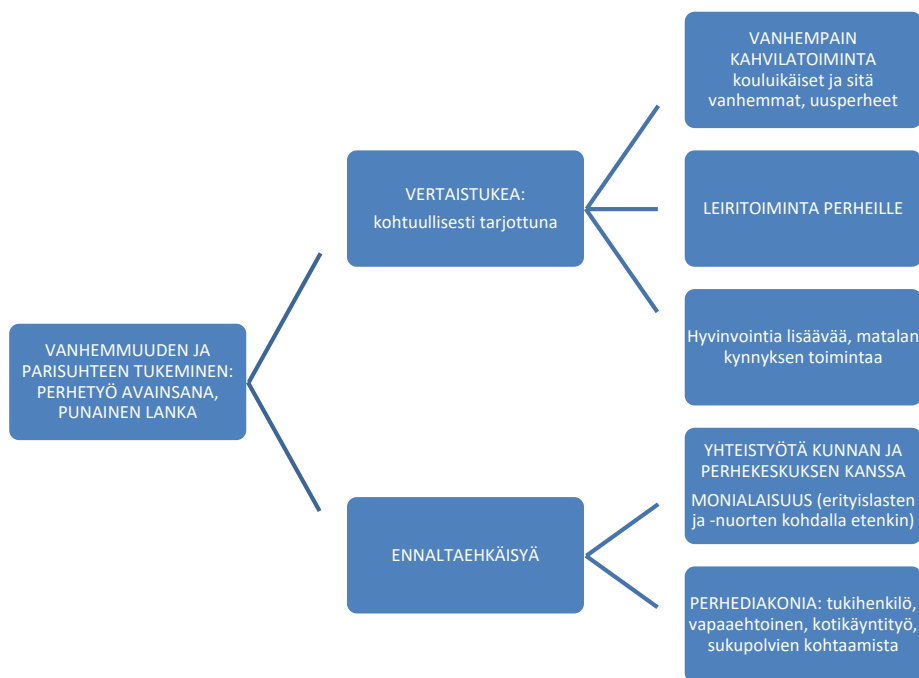 VANHEMMUUDEN JA
PARISUHTEEN TUKEMINEN:
PERHETYÖ AVAINSANA,
PUNAINEN LANKA
VERTAISTUKEA:
kohtuullisesti tarjottuna
VANHEMPAIN
KAHVILATOIMINTA
kouluikäiset ja sitä
vanhemmat, uusperheet
LEIRITOIMINTA PERHEILLE
Hyvinvointia lisäävää, matalan
kynnyksen toimintaa
ENNALTAEHKÄISYÄ
YHTEISTYÖTÄ KUNNAN JA
PERHEKESKUKSEN KANSSA
MONIALAISUUS (erityislasten
ja -nuorten kohdalla etenkin)
PERHEDIAKONIA: tukihenkilö,
vapaaehtoinen, kotikäyntityö,
sukupolvien kohtaamista